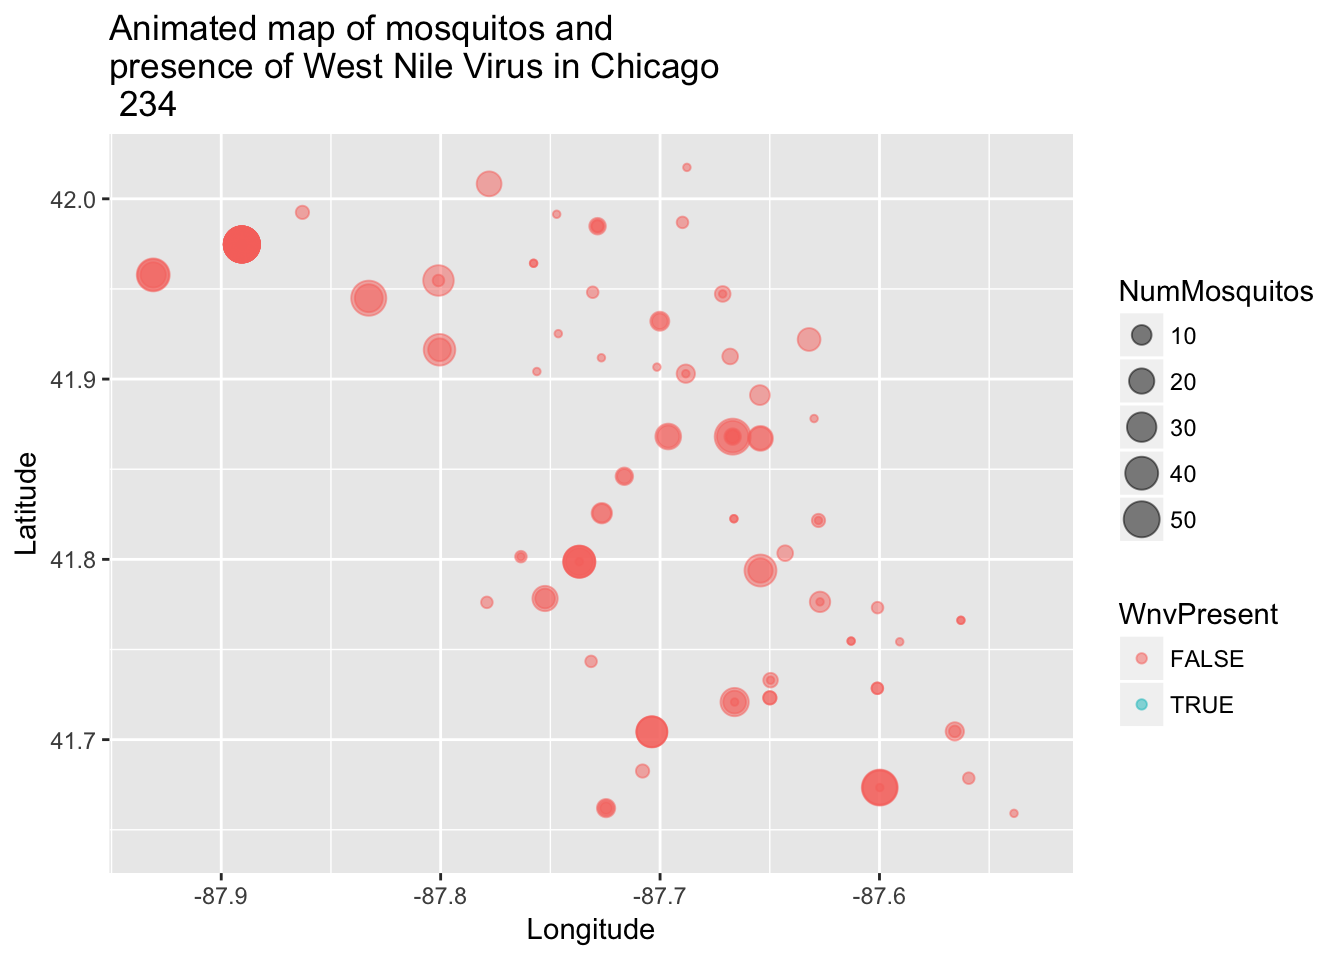 Animated map of mosquitos and
presence of West Nile Virus in Chicago
234
42.0
41.9
41.8
41.7
Latitude
-87.9
-87.8
-87.7
-87.6
Longitude
NumMosquitos
10
20
30
40
50
WnvPresent
FALSE
TRUE